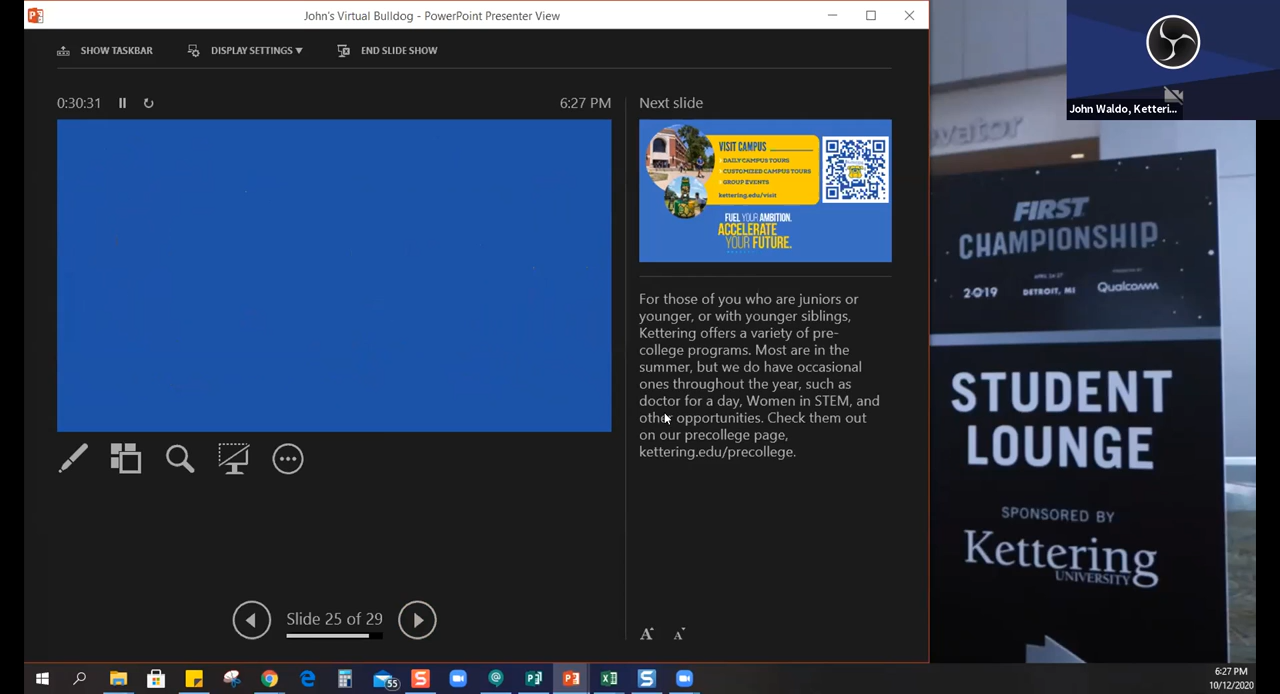 John's Virtual Bulldog - PowerPoint Presenter View
SHOW TASKBAR
DISPLAY SETTINGS
END SLIDE SHOW
0:30:31
6:27 PM
Next slide
VISIT CAMPUS
DAILY CAMPUS TOURS
CUSTOMIZED CAMPUS TOURS
GROUP EVENTS
kettering.edu/visit
FUEL YOUR AMBITION.
ACCELERATE
YOUR FUTURE.
For those of you who are juniors or
younger, or with younger siblings,
Kettering offers a variety of pre-
college programs. Most are in the
summer, but we do have occasional
ones throughout the year, such as
doctor for a day, Women in STEM, and
other opportunities. Check them out
on our precollege page,
kettering.edu/precollege.
Slide 25 of 29
A A
John Waldo, Ketteri...
FIRST
CHAMPIONSHIP
2019
DETROIT, MI
Qualcomm
STUDENT
LOUNGE
SPONSORED BY
Kettering
UNIVERSITY
55
6:27 PM
10/12/2020